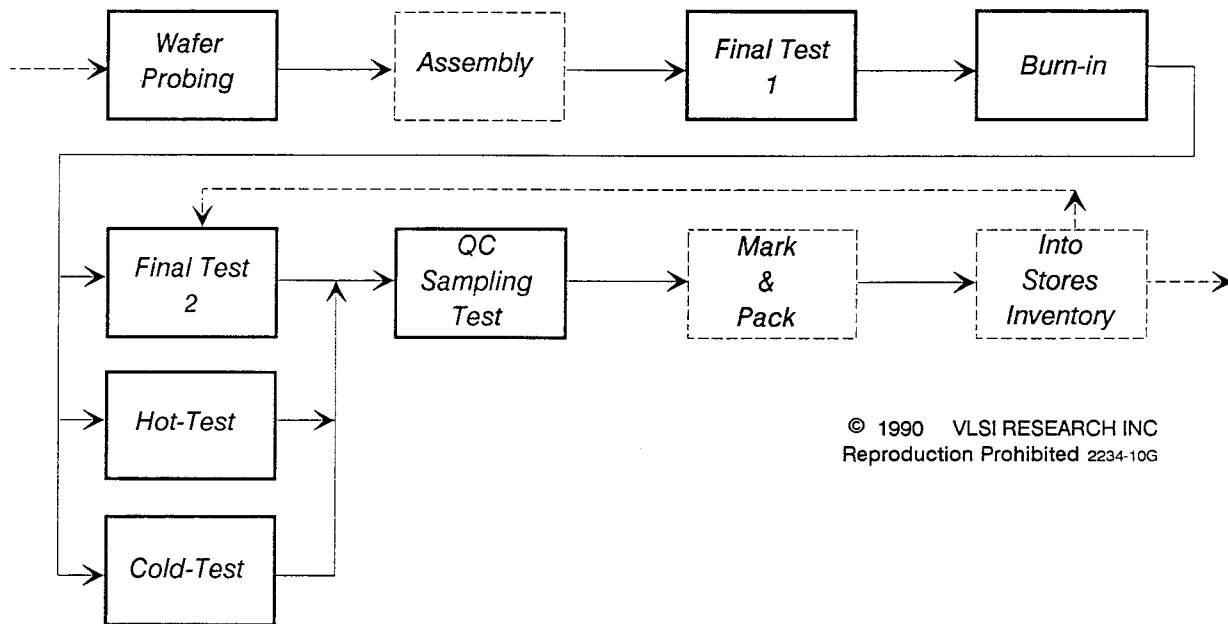 Wafer
Probing
Assembly
Final Test
1
Burn-in
Final Test
2
QC
Sampling
Test
Mark
&
Pack
Into
Stores
Inventory
Hot-Test
Cold-Test
© 1990 VLSI RESEARCH INC
Reproduction Prohibited 2234-10G